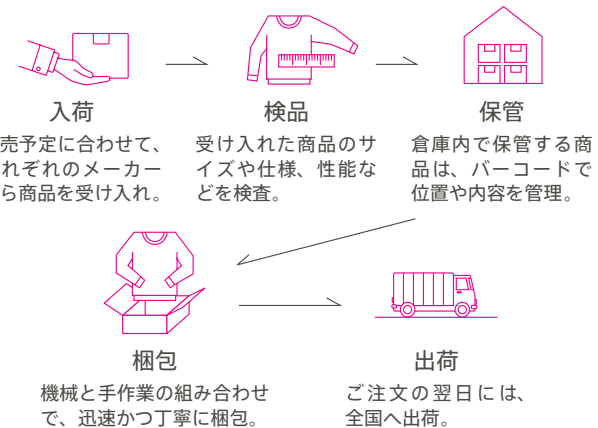 入荷
売予定に合わせて、
れぞれのメーカー
ら商品を受け入れ。
検品
受け入れた商品のサ
イズや仕様、性能な
どを検査。
保管
倉庫内で保管する商
品は、バーコードで
位置や内容を管理。
梱包
機械と手作業の組み合わせ
で、迅速かつ丁寧に梱包。
出荷
ご注文の翌日には、
全国へ出荷。